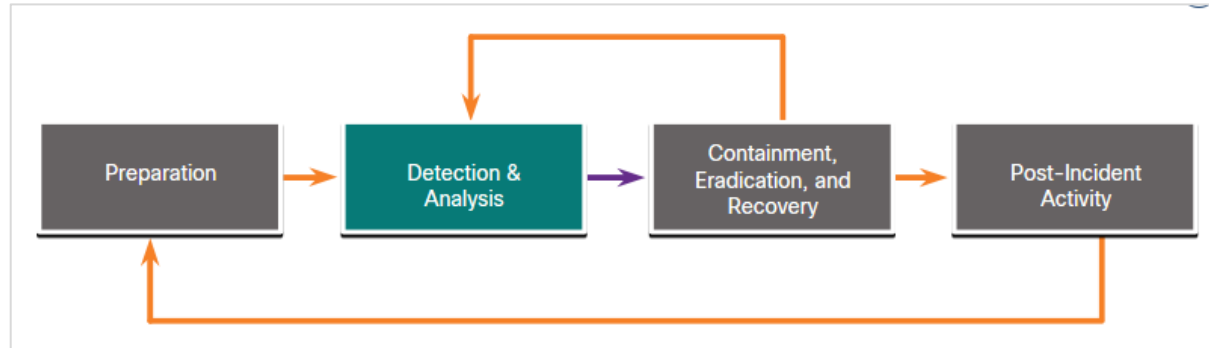 Preparation
Detection &
Analysis
Containment,
Eradication, and
Recovery
Post-Incident
Activity